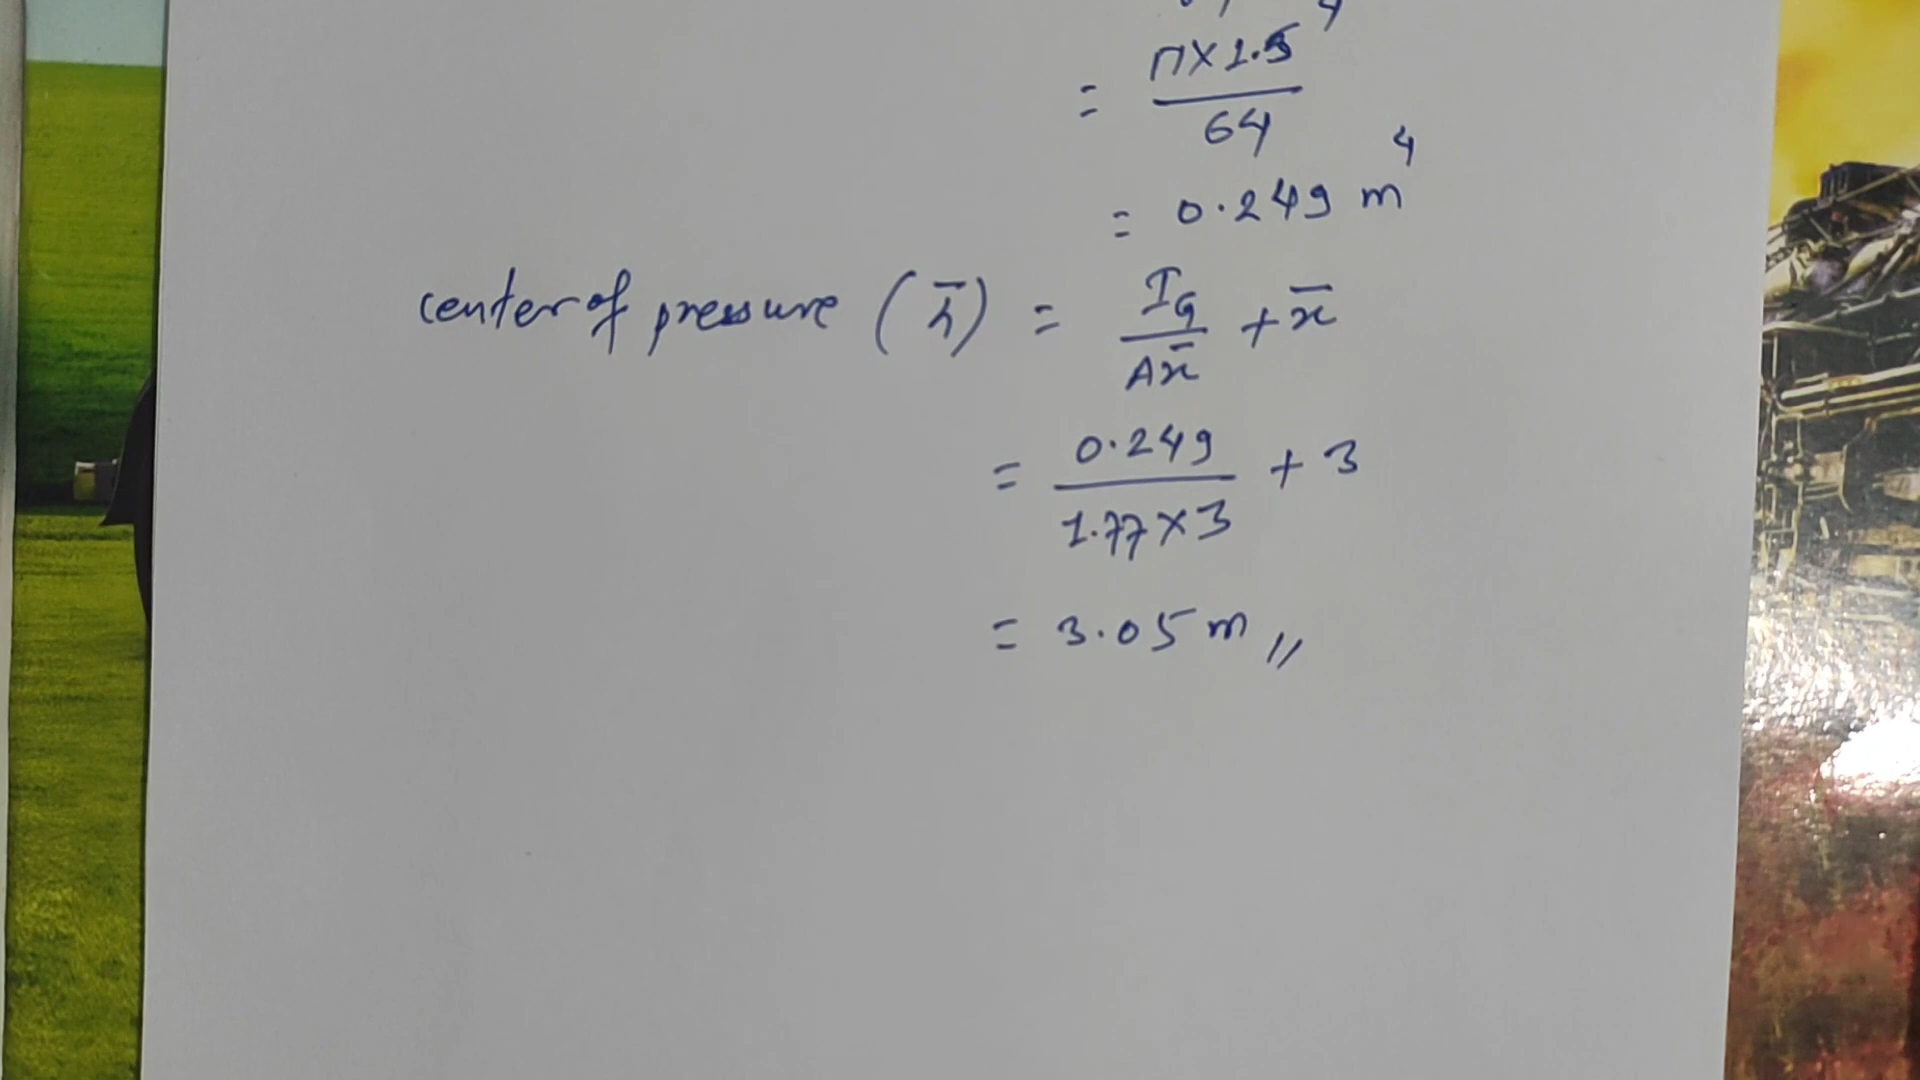 = π×1.5⁴/64
= 0.249 m⁴
center of pressure (h̄) = I_G/Ax̄ + x̄
= 0.249/1.77×3 + 3
= 3.05 m //